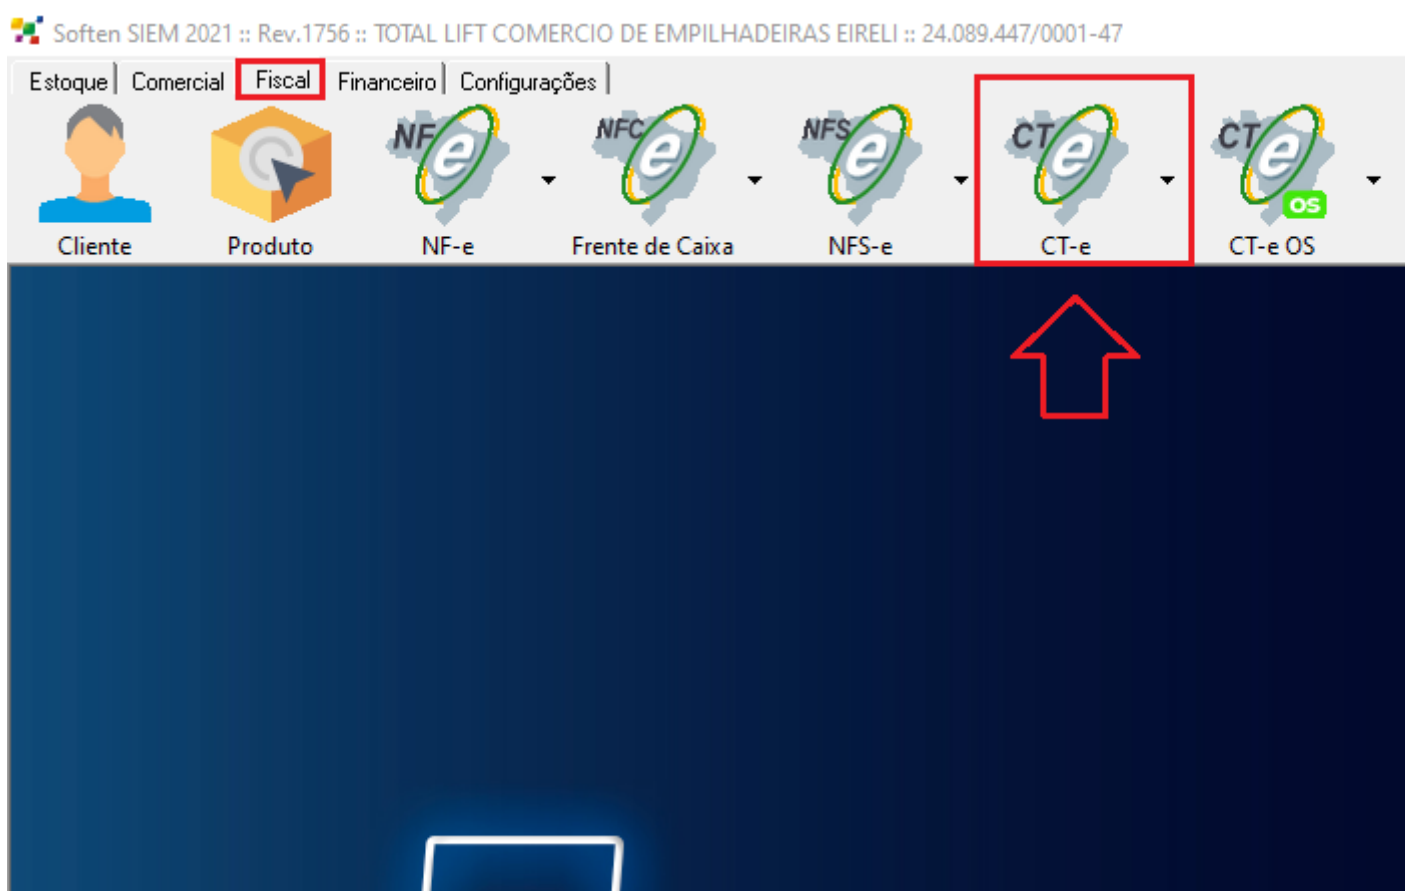 Soften SIEM 2021 :: Rev.1756 :: TOTAL LIFT COMERCIO DE EMPILHADEIRAS EIRELI :: 24.089.447/0001-47
Estoque Comercial Fiscal Financeiro Configurações
NF e NFC e NFS e CT e CT e os
Cliente Produto NF-e Frente de Caixa NFS-e CT-e CT-e OS